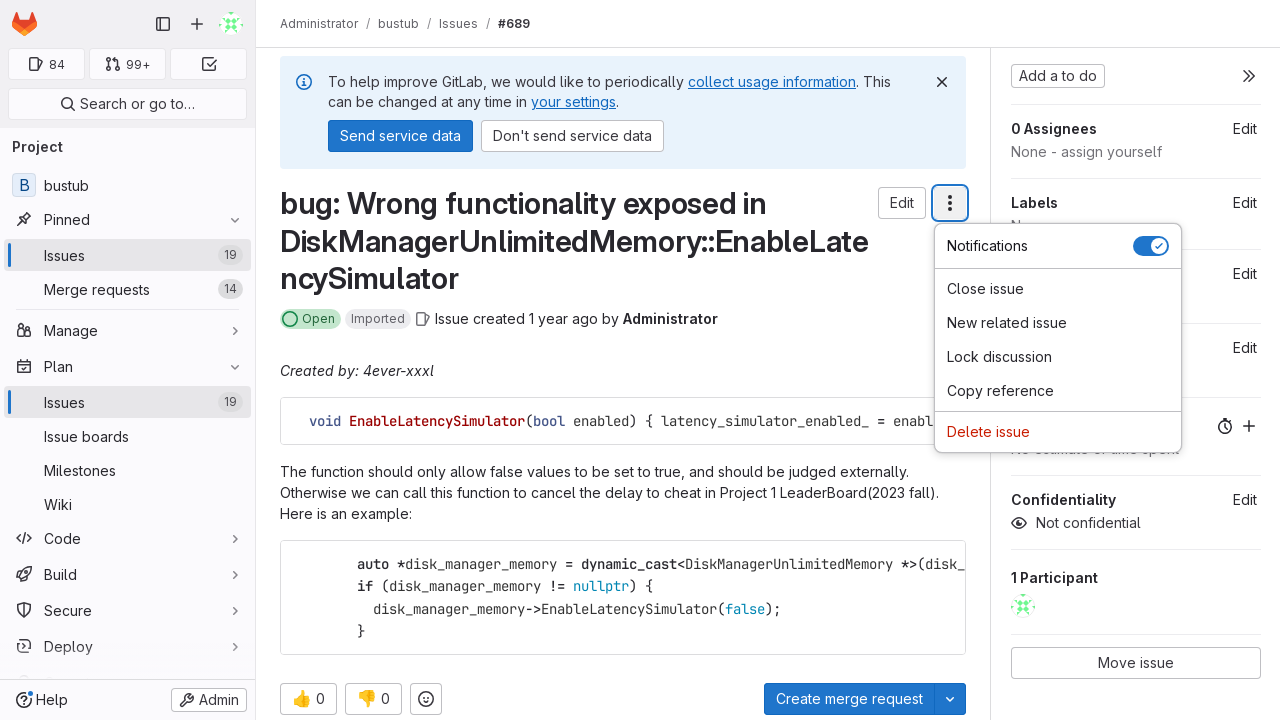 Administrator / bustub / Issues / #689
84
99+
Search or go to…
Project
B bustub
Pinned
Issues 19
Merge requests 14
Manage
Plan
Issues 19
Issue boards
Milestones
Wiki
Code
Build
Secure
Deploy
Help
Admin
To help improve GitLab, we would like to periodically collect usage information. This
can be changed at any time in your settings.
Send service data
Don't send service data
bug: Wrong functionality exposed in
DiskManagerUnlimitedMemory::EnableLate
ncySimulator
Edit
Open
Imported
Issue created 1 year ago by Administrator
Created by: 4ever-xxxl
void EnableLatencySimulator(bool enabled) { latency_simulator_enabled_ = enabl
The function should only allow false values to be set to true, and should be judged externally.
Otherwise we can call this function to cancel the delay to cheat in Project 1 LeaderBoard(2023 fall).
Here is an example:
auto *disk_manager_memory = dynamic_cast<DiskManagerUnlimitedMemory *>(disk_
if (disk_manager_memory != nullptr) {
disk_manager_memory->EnableLatencySimulator(false);
}
👍 0
👎 0
Create merge request
Notifications
Close issue
New related issue
Lock discussion
Copy reference
Delete issue
Add a to do
0 Assignees Edit
None - assign yourself
Labels Edit
Edit
Edit
Confidentiality Edit
Not confidential
1 Participant
Move issue